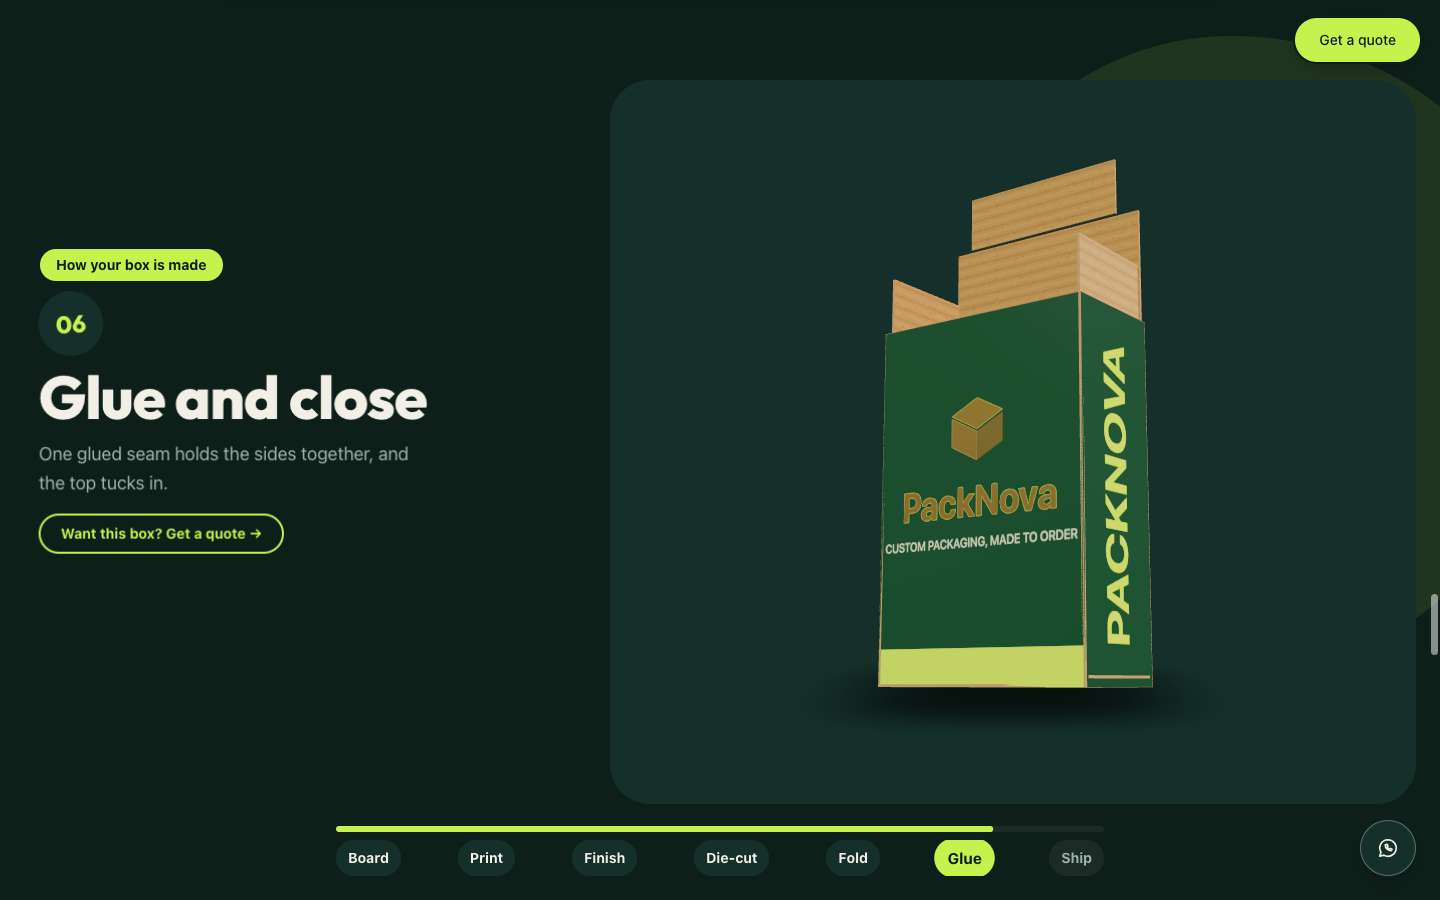 Get a quote
How your box is made
06
Glue and close
One glued seam holds the sides together, and
the top tucks in.
Want this box? Get a quote →
PackNova
CUSTOM PACKAGING, MADE TO ORDER
PACKNOVA
Board
Print
Finish
Die-cut
Fold
Glue
Ship